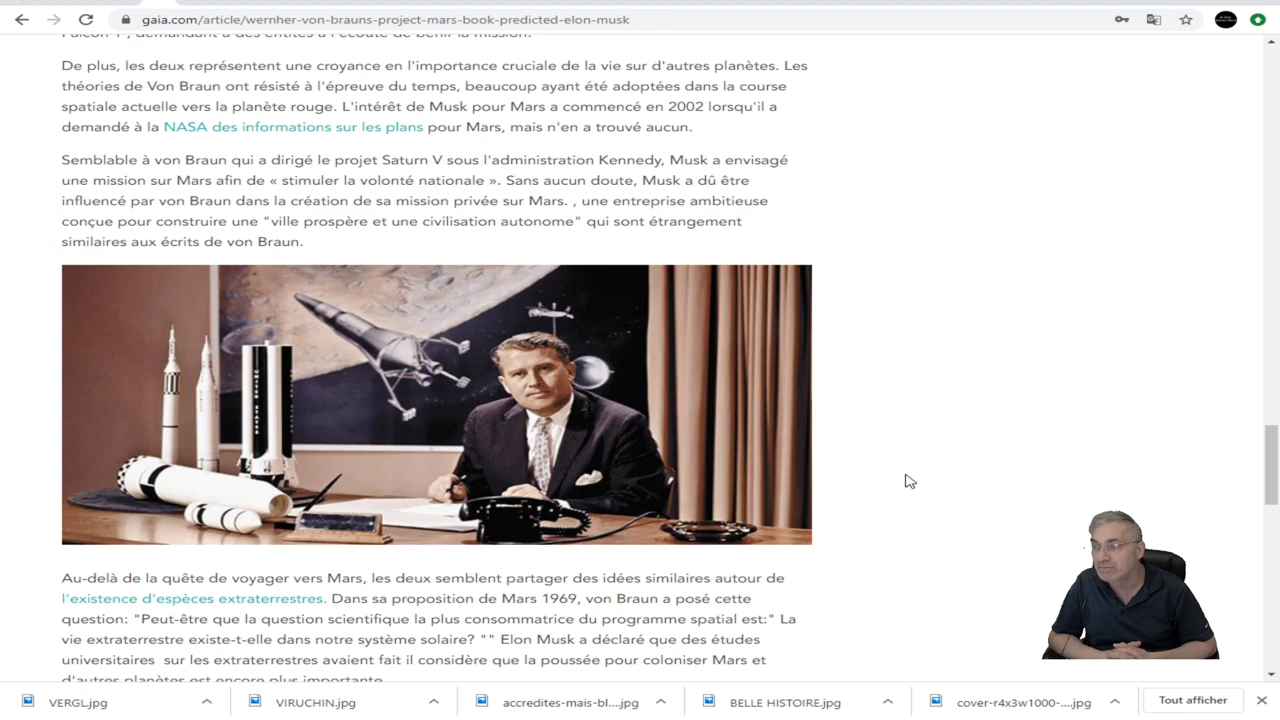 gaia.com/article/wernher-von-brauns-project-mars-book-predicted-elon-musk
De plus, les deux représentent une croyance en l'importance cruciale de la vie sur d'autres planètes. Les
théories de Von Braun ont résisté à l'épreuve du temps, beaucoup ayant été adoptées dans la course
spatiale actuelle vers la planète rouge. L'intérêt de Musk pour Mars a commencé en 2002 lorsqu'il a
demandé à la NASA des informations sur les plans pour Mars, mais n'en a trouvé aucun.
Semblable à von Braun qui a dirigé le projet Saturn V sous l'administration Kennedy, Musk a envisagé
une mission sur Mars afin de « stimuler la volonté nationale ». Sans aucun doute, Musk a dû être
influencé par von Braun dans la création de sa mission privée sur Mars. , une entreprise ambitieuse
conçue pour construire une "ville prospère et une civilisation autonome" qui sont étrangement
similaires aux écrits de von Braun.
UNITED STATES
Au-delà de la quête de voyager vers Mars, les deux semblent partager des idées similaires autour de
l'existence d'espèces extraterrestres. Dans sa proposition de Mars 1969, von Braun a posé cette
question: "Peut-être que la question scientifique la plus consommatrice du programme spatial est:" La
vie extraterrestre existe-t-elle dans notre système solaire? "" Elon Musk a déclaré que des études
universitaires sur les extraterrestres avaient fait il considère que la poussée pour coloniser Mars et
d'autres planètes est encore plus importante.
VERGL.jpg VIRUCHIN.jpg accredites-mais-bl....jpg BELLE HISTOIRE.jpg cover-r4x3w1000-....jpg Tout afficher